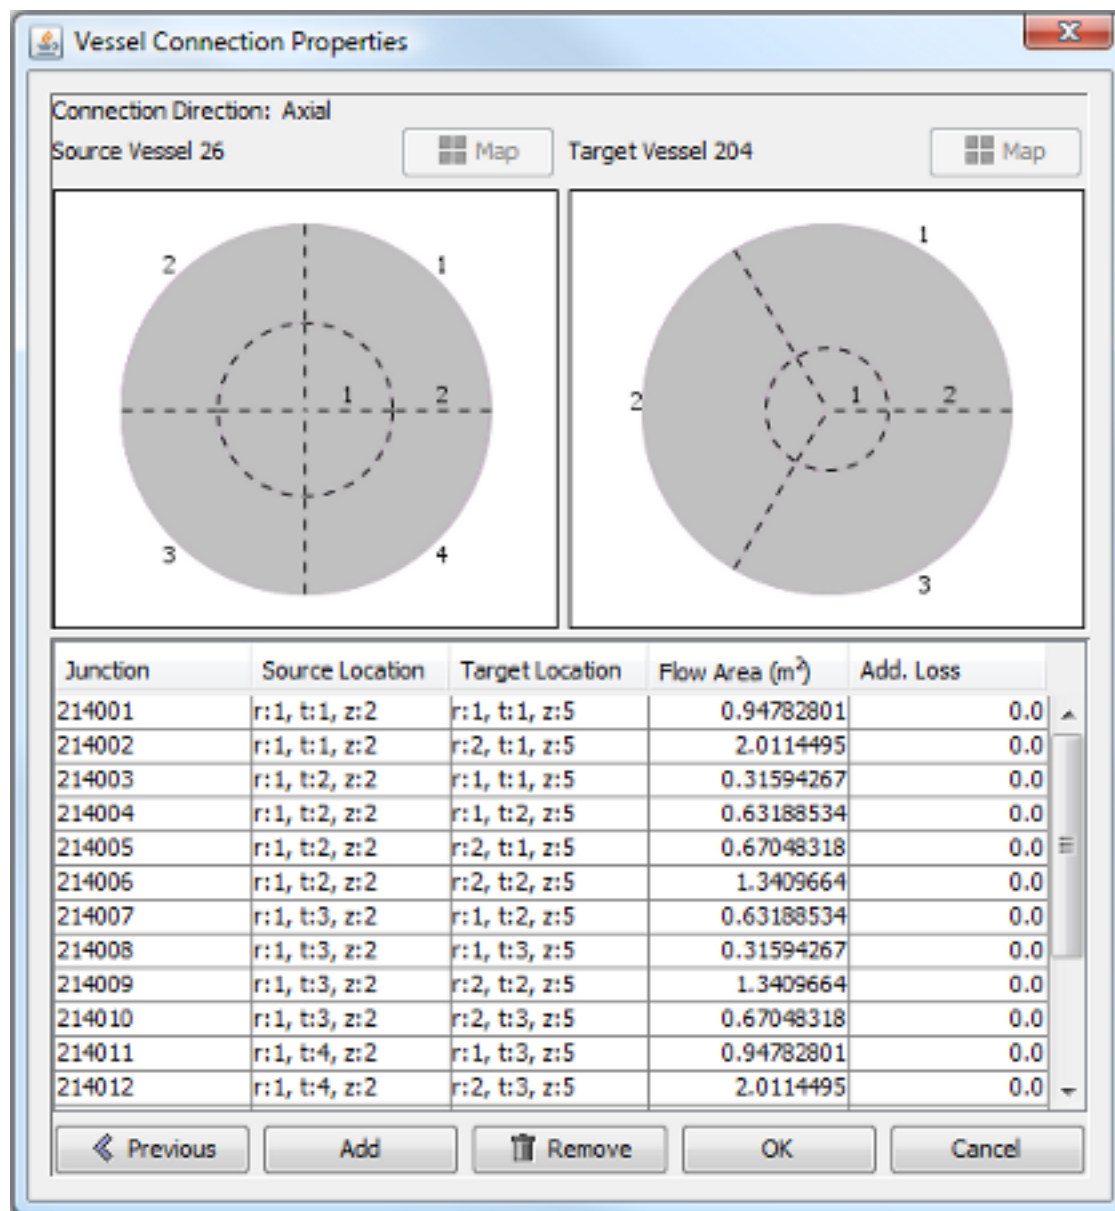 Vessel Connection Properties
Connection Direction: Axial
Source Vessel 26 Map Target Vessel 204 Map
2 1 1 2 3 4
1 2 1 2 3
Junction Source Location Target Location Flow Area (m²) Add. Loss
214001 r:1, t:1, z:2 r:1, t:1, z:5 0.94782801 0.0
214002 r:1, t:1, z:2 r:2, t:1, z:5 2.0114495 0.0
214003 r:1, t:2, z:2 r:1, t:1, z:5 0.31594267 0.0
214004 r:1, t:2, z:2 r:1, t:2, z:5 0.63188534 0.0
214005 r:1, t:2, z:2 r:2, t:1, z:5 0.67048318 0.0
214006 r:1, t:2, z:2 r:2, t:2, z:5 1.3409664 0.0
214007 r:1, t:3, z:2 r:1, t:2, z:5 0.63188534 0.0
214008 r:1, t:3, z:2 r:1, t:3, z:5 0.31594267 0.0
214009 r:1, t:3, z:2 r:2, t:2, z:5 1.3409664 0.0
214010 r:1, t:3, z:2 r:2, t:3, z:5 0.67048318 0.0
214011 r:1, t:4, z:2 r:1, t:3, z:5 0.94782801 0.0
214012 r:1, t:4, z:2 r:2, t:3, z:5 2.0114495 0.0
Previous Add Remove OK Cancel